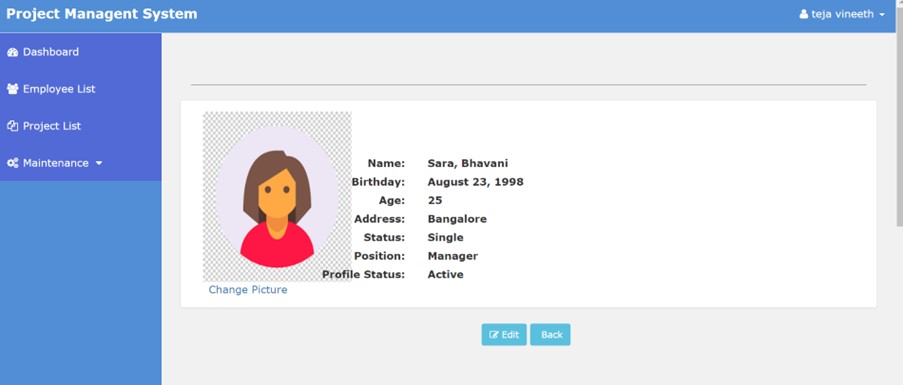 Project Managent System
teja vineeth
Dashboard
Employee List
Project List
Maintenance
Name: Sara, Bhavani
Birthday: August 23, 1998
Age: 25
Address: Bangalore
Status: Single
Position: Manager
Profile Status: Active
Change Picture
Edit Back